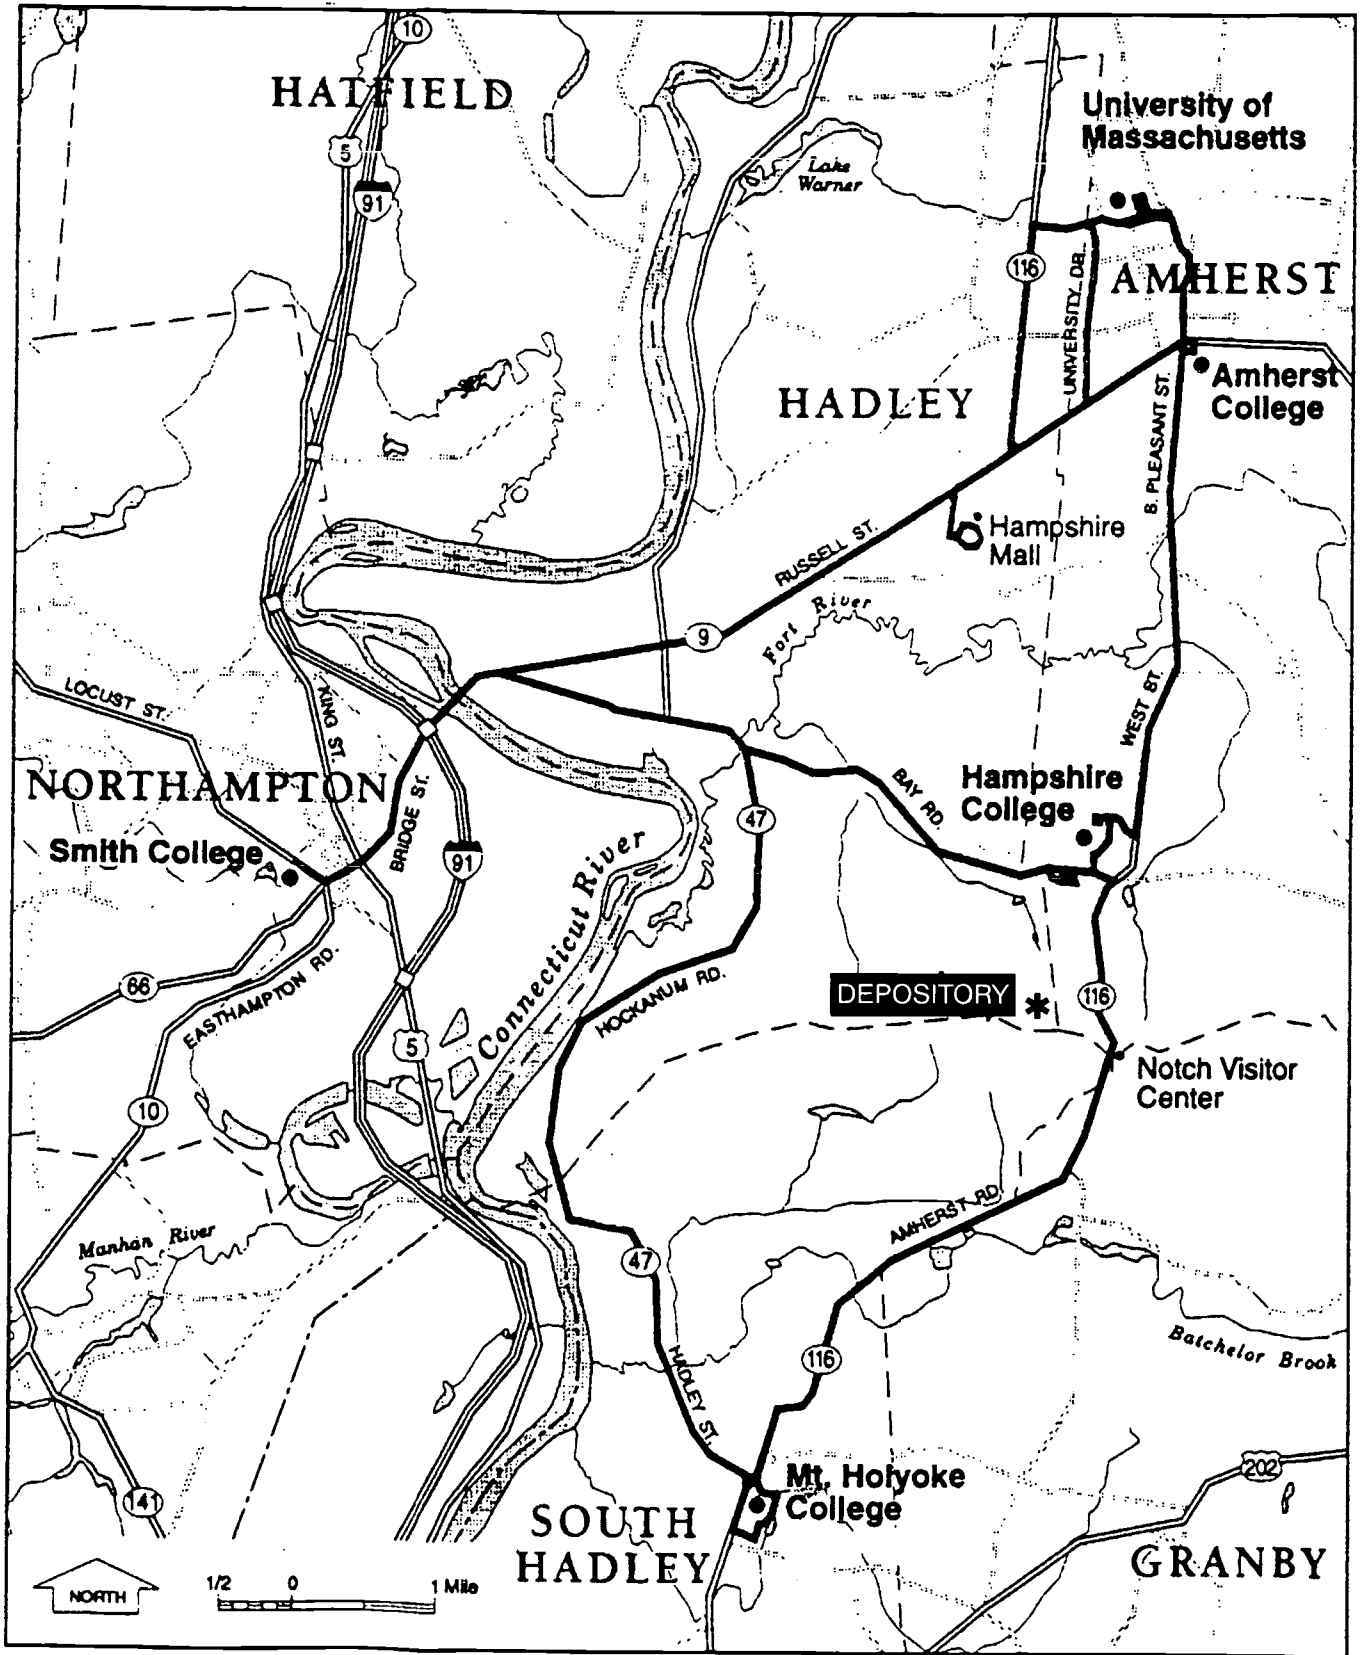 10
HATFIELD
University of
Massachusetts
5
91
Lake
Warner
116
UNIVERSITY DR.
AMHERST
HADLEY
Amherst
College
S. PLEASANT ST.
Hampshire
Mall
RUSSELL ST.
Fort River
9
LOCUST ST.
KING ST.
WEST ST.
NORTHAMPTON
BAY RD.
Hampshire
College
BRIDGE ST.
47
Smith College
91
Connecticut River
66
EASTHAMPTON RD.
HOCKANUM RD.
DEPOSITORY *
116
5
Notch Visitor
Center
10
AMHERST RD.
Manhan River
47
Batchelor Brook
116
HADLEY ST.
202
Mt. Holyoke
College
141
SOUTH
HADLEY
GRANBY
NORTH
1/2 0 1 Mile